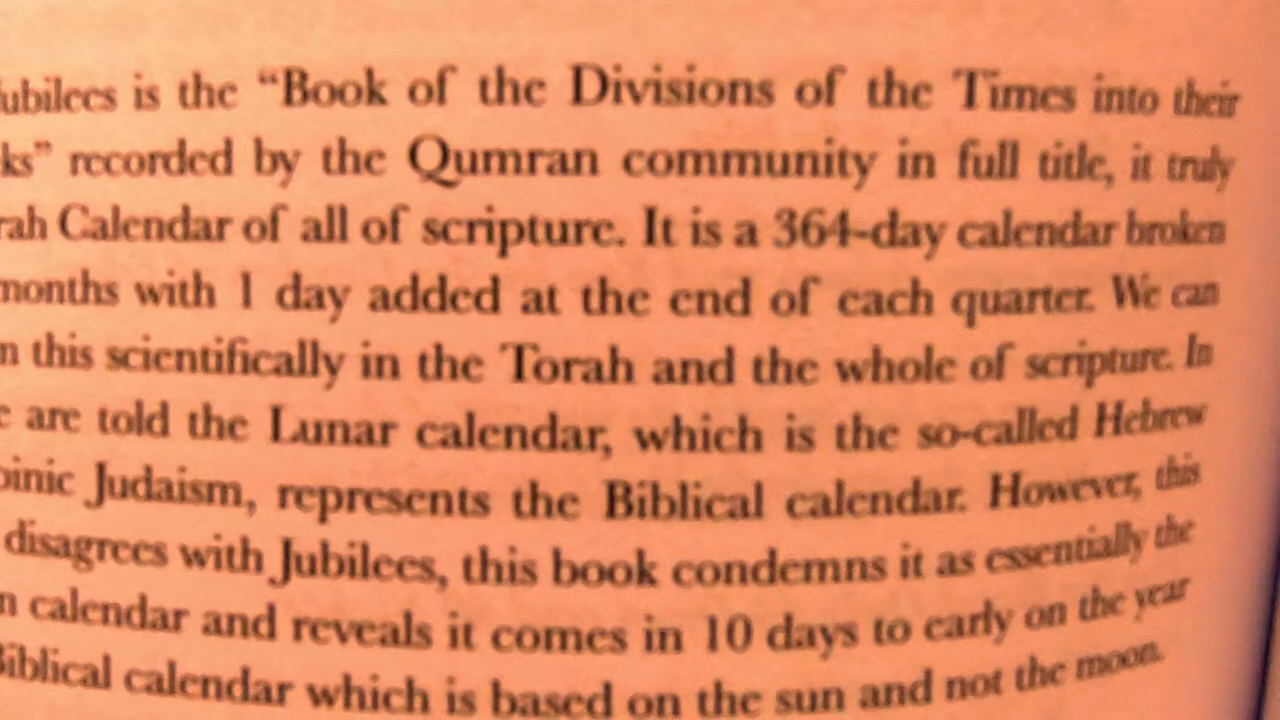 ubilees is the “Book of the Divisions of the Times into their
ks” recorded by the Qumran community in full title, it truly
rah Calendar of all of scripture. It is a 364-day calendar broken
months with 1 day added at the end of each quarter. We can
n this scientifically in the Torah and the whole of scripture. In
e are told the Lunar calendar, which is the so-called Hebrew
binic Judaism, represents the Biblical calendar. However, this
disagrees with Jubilees, this book condemns it as essentially the
n calendar and reveals it comes in 10 days to early on the year
Biblical calendar which is based on the sun and not the moon.